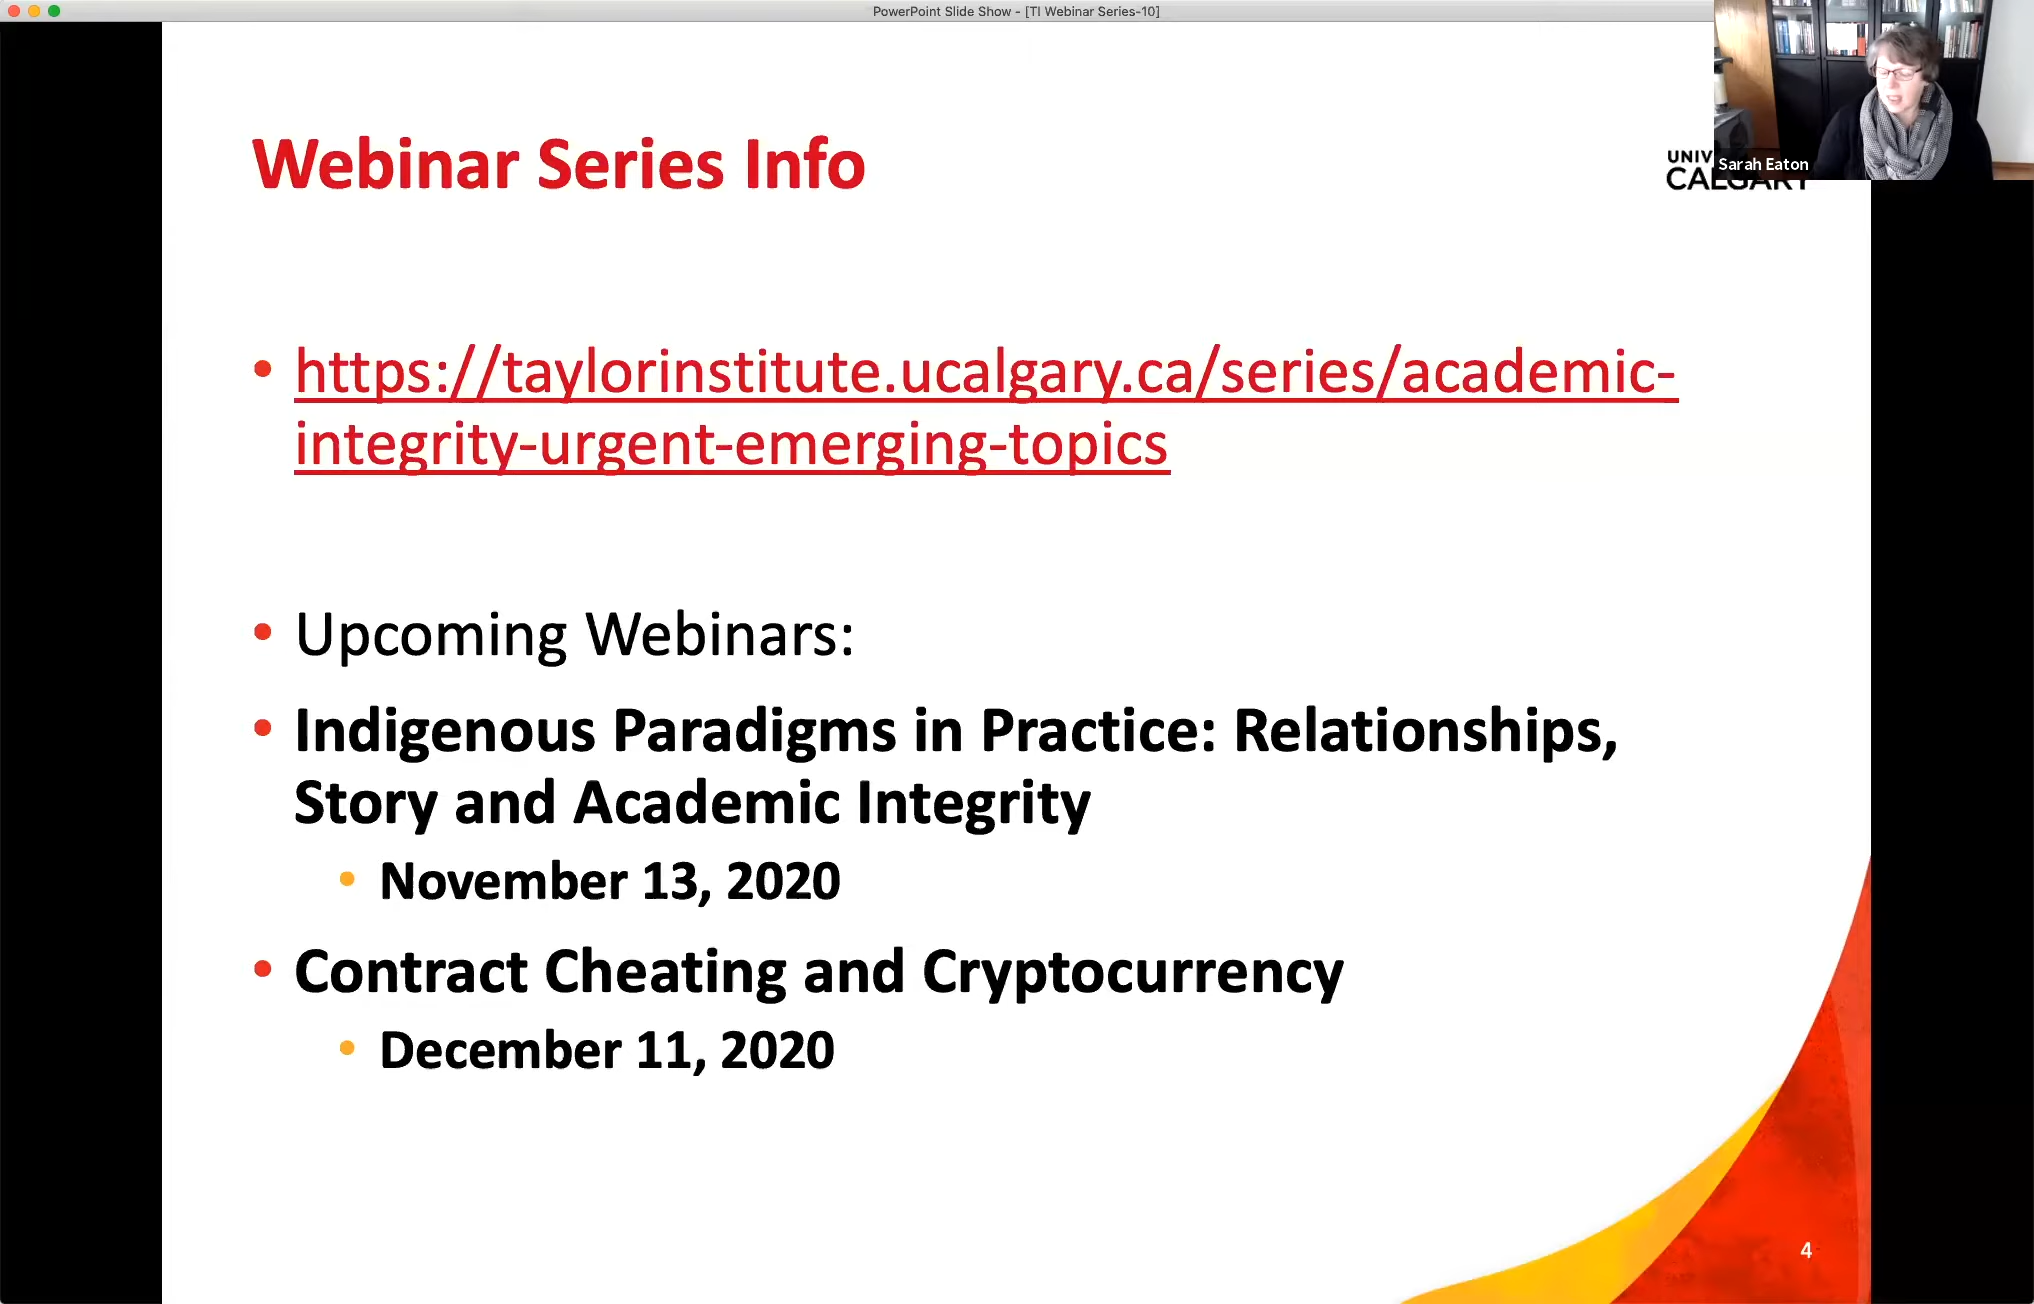 PowerPoint Slide Show - [TI Webinar Series-10]
Webinar Series Info
UNIV
CALGARY
Sarah Eaton
• https://taylorinstitute.ucalgary.ca/series/academic-
integrity-urgent-emerging-topics
• Upcoming Webinars:
• Indigenous Paradigms in Practice: Relationships,
Story and Academic Integrity
• November 13, 2020
• Contract Cheating and Cryptocurrency
• December 11, 2020
4